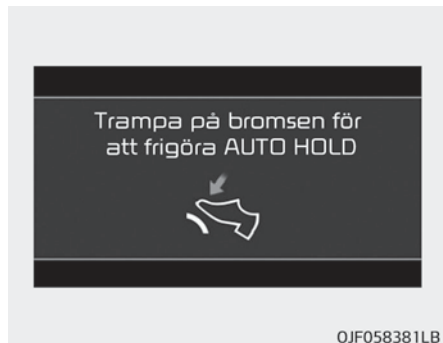 Trampa på bromsen för
att frigöra AUTO HOLD
OJF058381LB